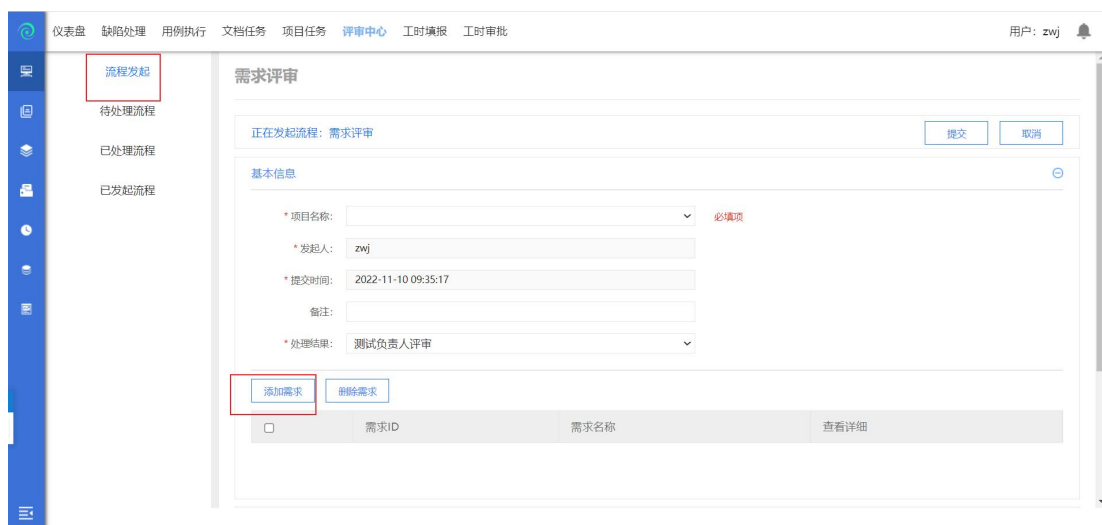 仪表盘 缺陷处理 用例执行 文档任务 项目任务 评审中心 工时填报 工时审批 用户: zwj
流程发起
待处理流程
已处理流程
已发起流程
需求评审
正在发起流程: 需求评审 提交 取消
基本信息
* 项目名称: 必填项
* 发起人: zwj
* 提交时间: 2022-11-10 09:35:17
备注:
* 处理结果: 测试负责人评审
添加需求 删除需求
需求ID 需求名称 查看详细